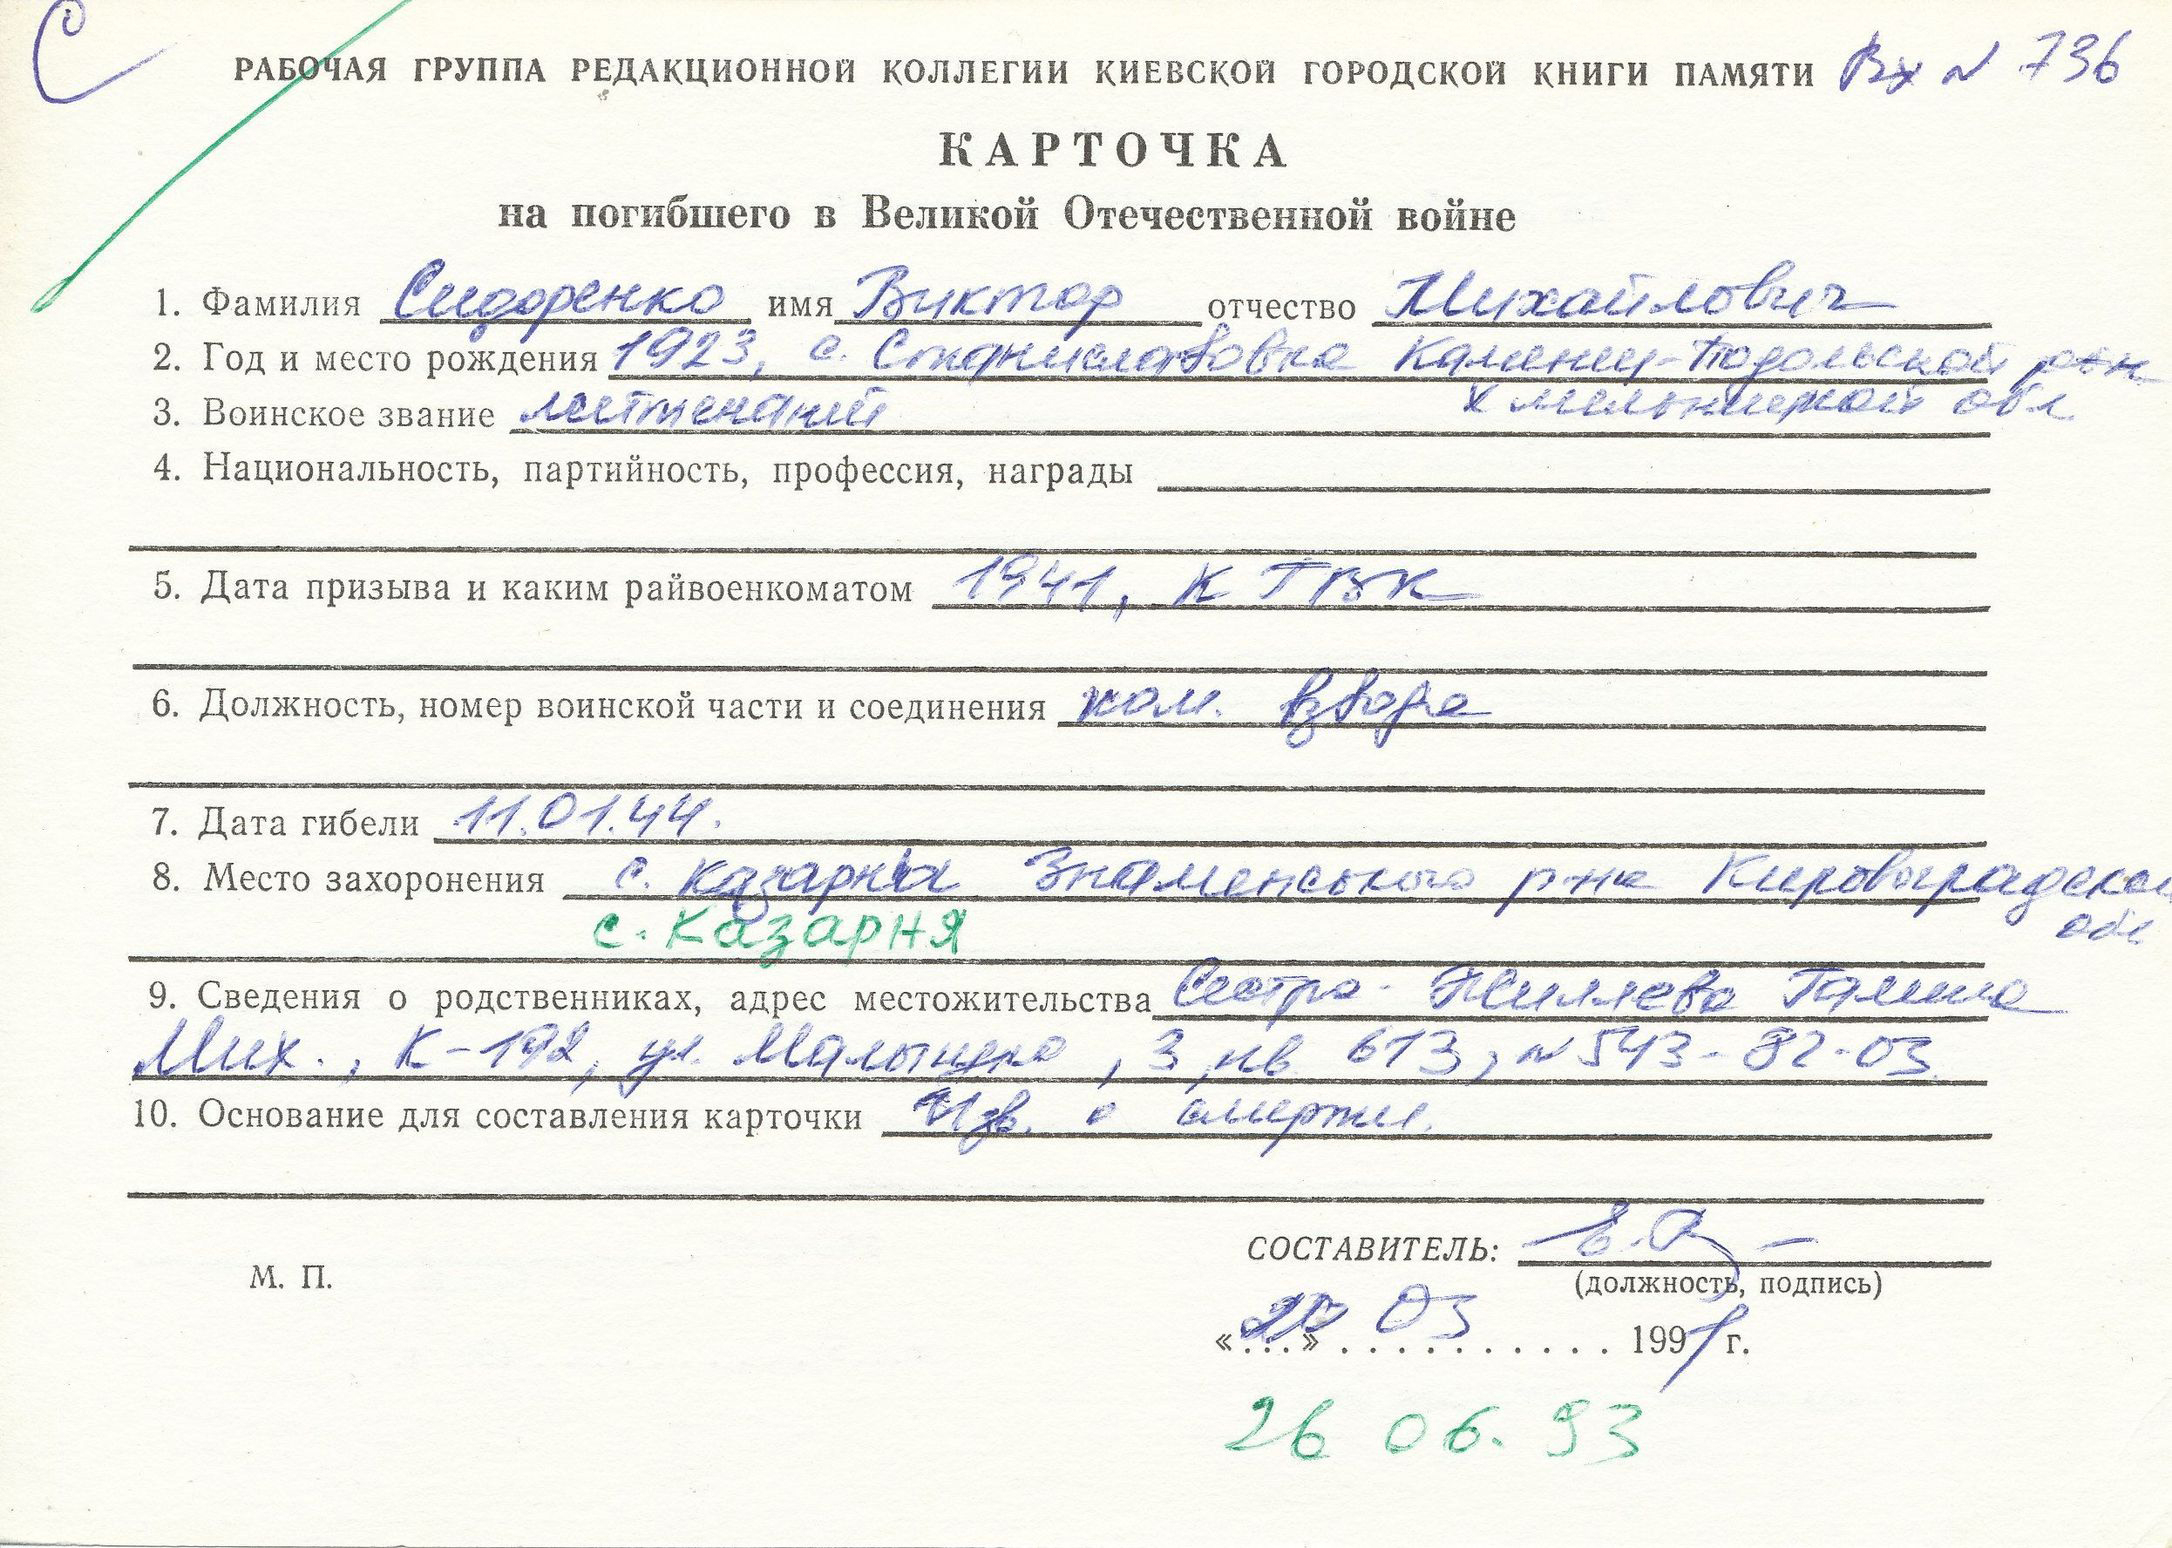 С
РАБОЧАЯ ГРУППА РЕДАКЦИОННОЙ КОЛЛЕГИИ КИЕВСКОЙ ГОРОДСКОЙ КНИГИ ПАМЯТИ Вх N 736
КАРТОЧКА
на погибшего в Великой Отечественной войне
1. Фамилия Сидоренко имя Виктор отчество Михайлович
2. Год и место рождения 1923, с. Станиславовка Каменец-Подольской р-н
3. Воинское звание лейтенант Хмельницкой обл.
4. Национальность, партийность, профессия, награды
5. Дата призыва и каким райвоенкоматом 1941, К ГВК
6. Должность, номер воинской части и соединения ком. взвода
7. Дата гибели 11.01.44.
8. Место захоронения с. Казарня Знаменського р-на Кировоградской
обл
с. Казарня
9. Сведения о родственниках, адрес местожительства Сестра - Галина
Мих., К-192, ул. Малышко, 3, кв. 613, N 543-82-03
10. Основание для составления карточки Изв. о смерти.
СОСТАВИТЕЛЬ:
М. П.
(должность, подпись)
«...» 03 . . . . . . . . . . . 1991 г.
26 06. 93